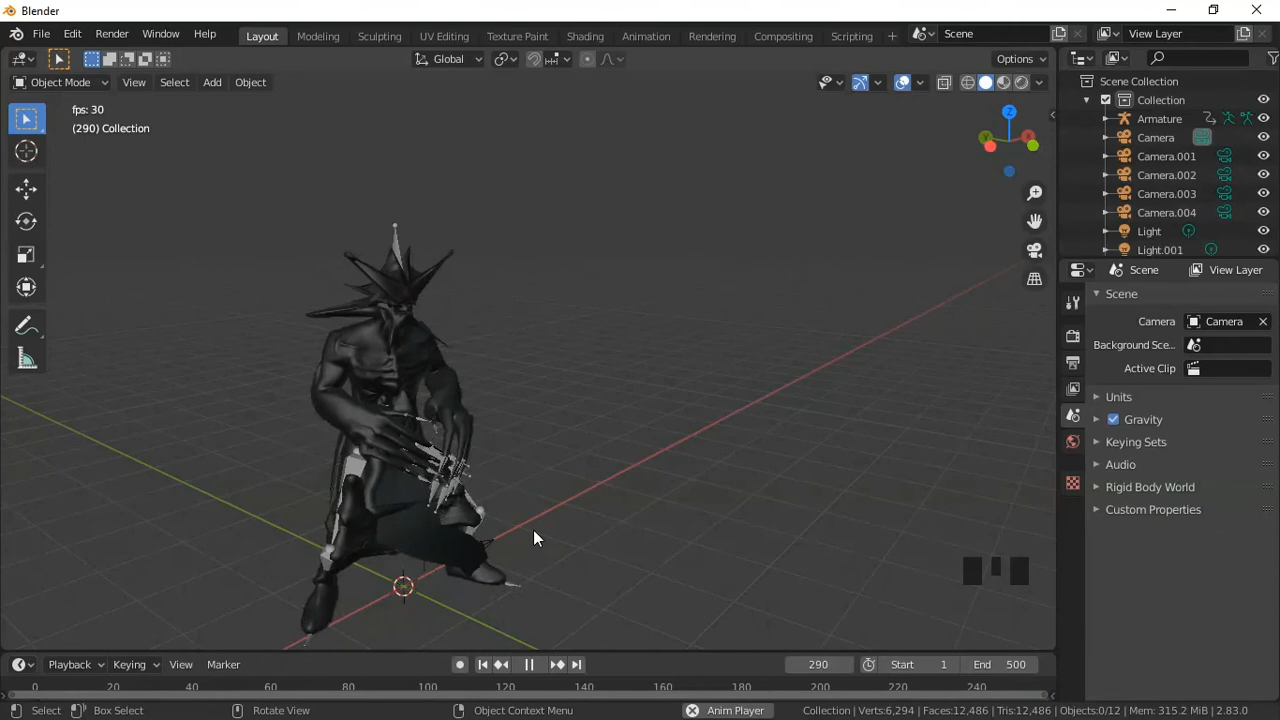 Blender
File Edit Render Window Help Layout Modeling Sculpting UV Editing Texture Paint Shading Animation Rendering Compositing Scripting + Scene View Layer
Global Options
Object Mode View Select Add Object
fps: 30
(290) Collection
Z
Scene Collection
Collection
Armature
Camera
Camera.001
Camera.002
Camera.003
Camera.004
Light
Light.001
Scene View Layer
Scene
Camera Camera
Background Sce...
Active Clip
Units
Gravity
Keying Sets
Audio
Rigid Body World
Custom Properties
Playback Keying View Marker 290 Start 1 End 500
0 20 40 60 80 100 120 140 160 180 200 220 240
Select Box Select Rotate View Object Context Menu Anim Player Collection | Verts:6,294 | Faces:12,486 | Tris:12,486 | Objects:0/12 | Mem: 315.2 MiB | 2.83.0